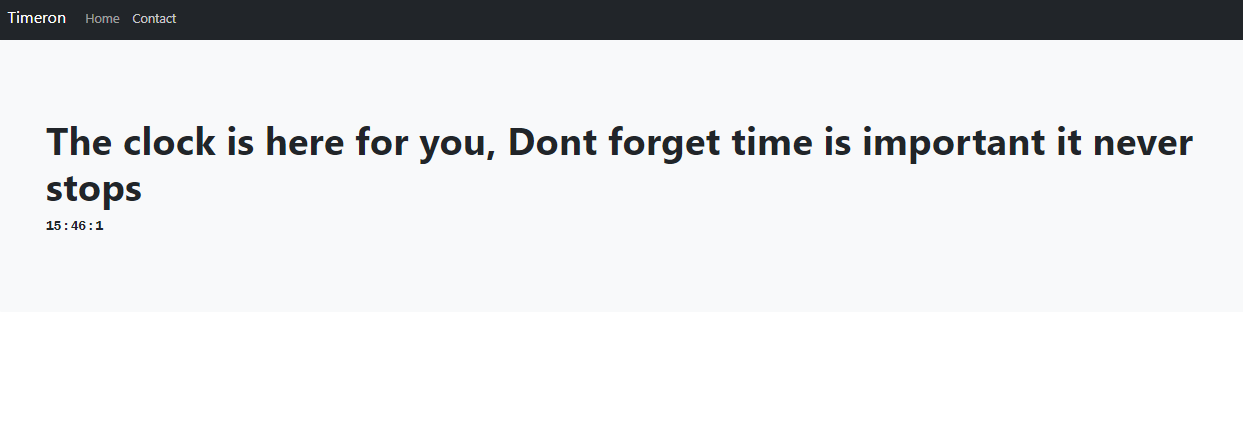 Timeron Home Contact
The clock is here for you, Dont forget time is important it never
stops
15:46:1